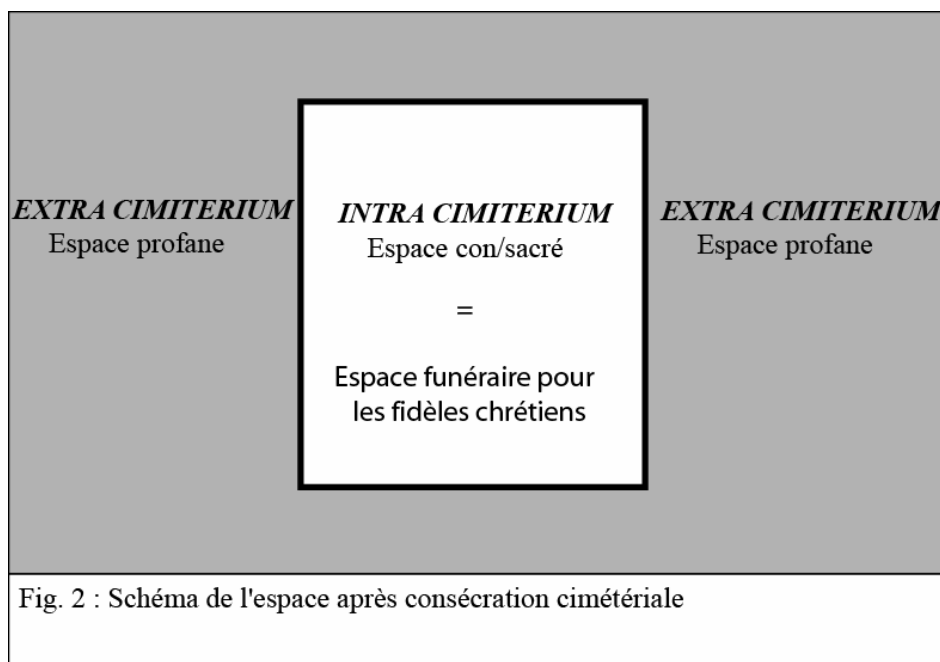 EXTRA CIMITERIUM
Espace profane
INTRA CIMITERIUM
Espace con/sacré
=
Espace funéraire pour
les fidèles chrétiens
EXTRA CIMITERIUM
Espace profane
Fig. 2 : Schéma de l'espace après consécration cimétériale